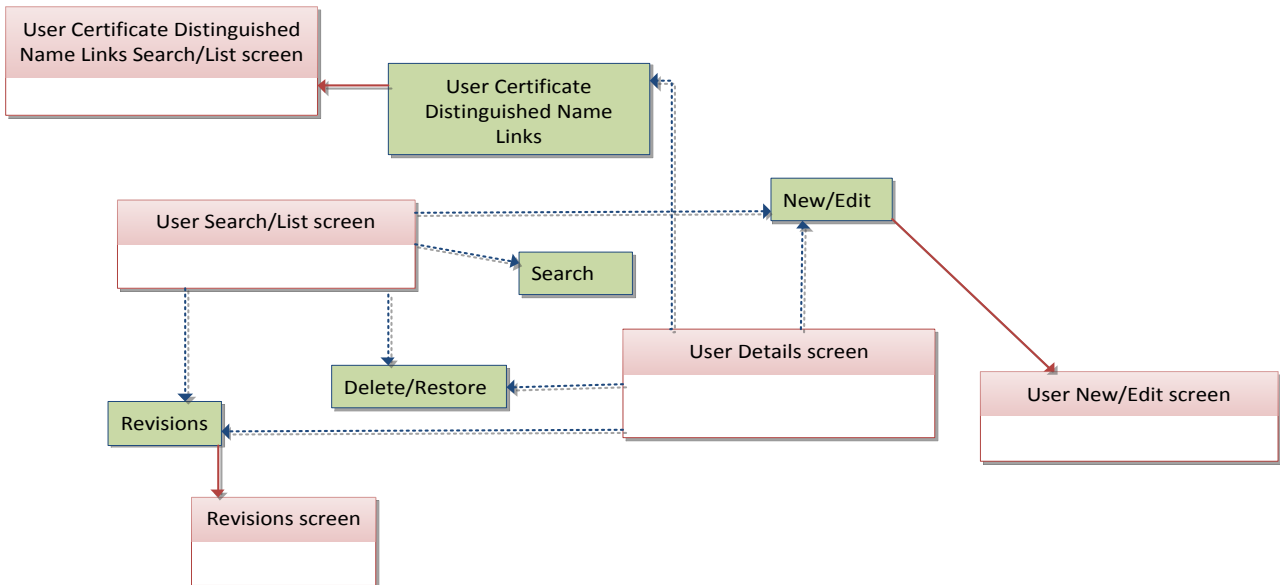 User Certificate Distinguished
Name Links Search/List screen
User Certificate
Distinguished Name
Links
New/Edit
User Search/List screen
Search
User Details screen
Delete/Restore
User New/Edit screen
Revisions
Revisions screen